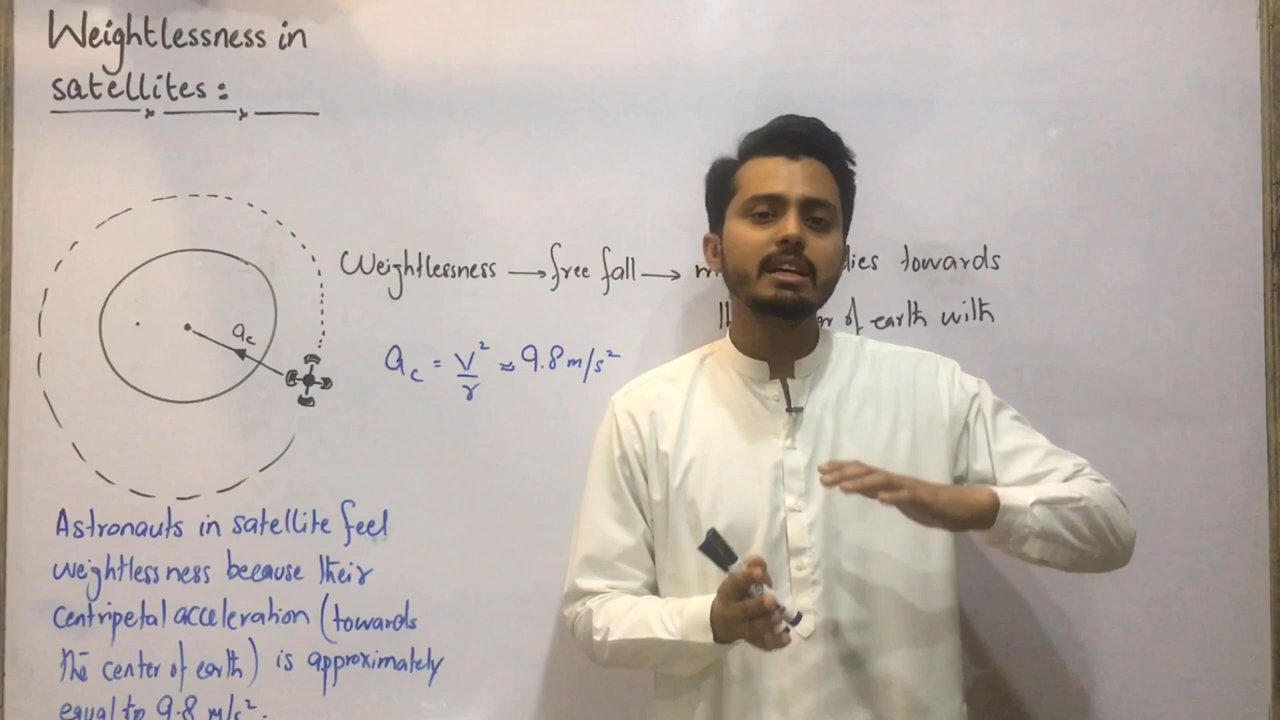 Weightlessness in
satellites:
Weightlessness → free fall → dies towards
of earth with
ac
ac = v²/r ≈ 9.8 m/s²
Astronauts in satellite feel
weightlessness because their
centripetal acceleration (towards
the center of earth) is approximately
equal to 9.8 m/s².